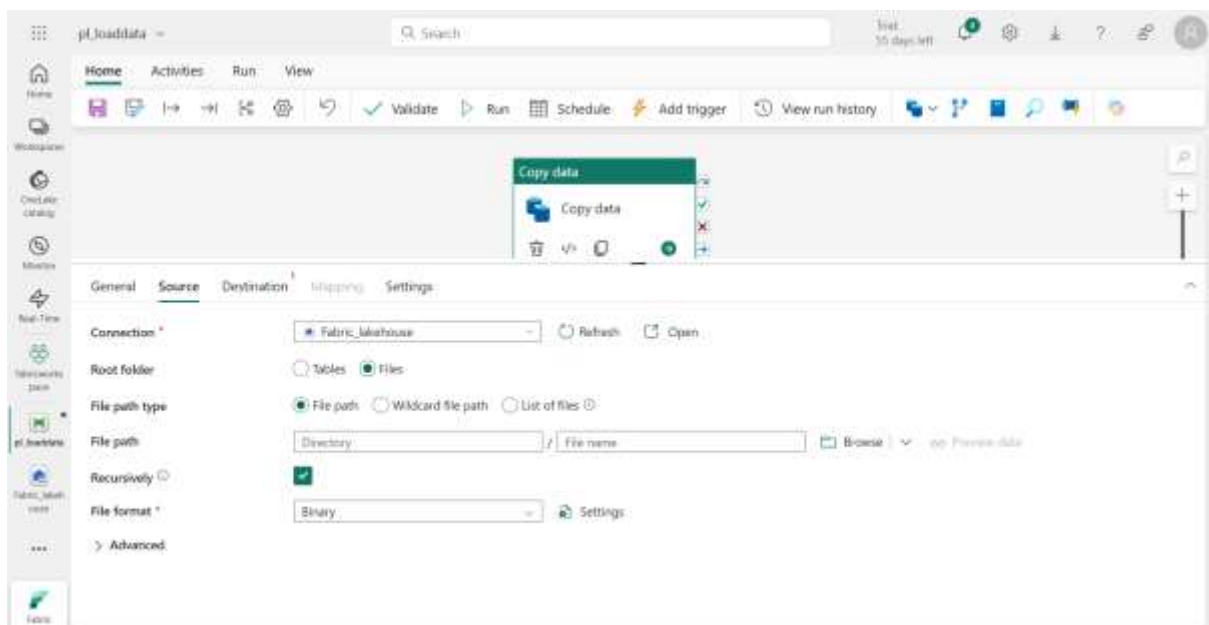 pl_loaddata
Search
Trial
55 days left
Home Activities Run View
Validate Run Schedule Add trigger View run history
Home
Workspaces
OneLake catalog
Monitor
Real-Time
pl_loaddata
Fabric
Copy data
Copy data
General Source Destination 1 Mapping Settings
Connection * Fabric_lakehouse Refresh Open
Root folder Tables Files
File path type File path Wildcard file path List of files
File path Directory / File name Browse Preview data
Recursively
File format * Binary Settings
Advanced